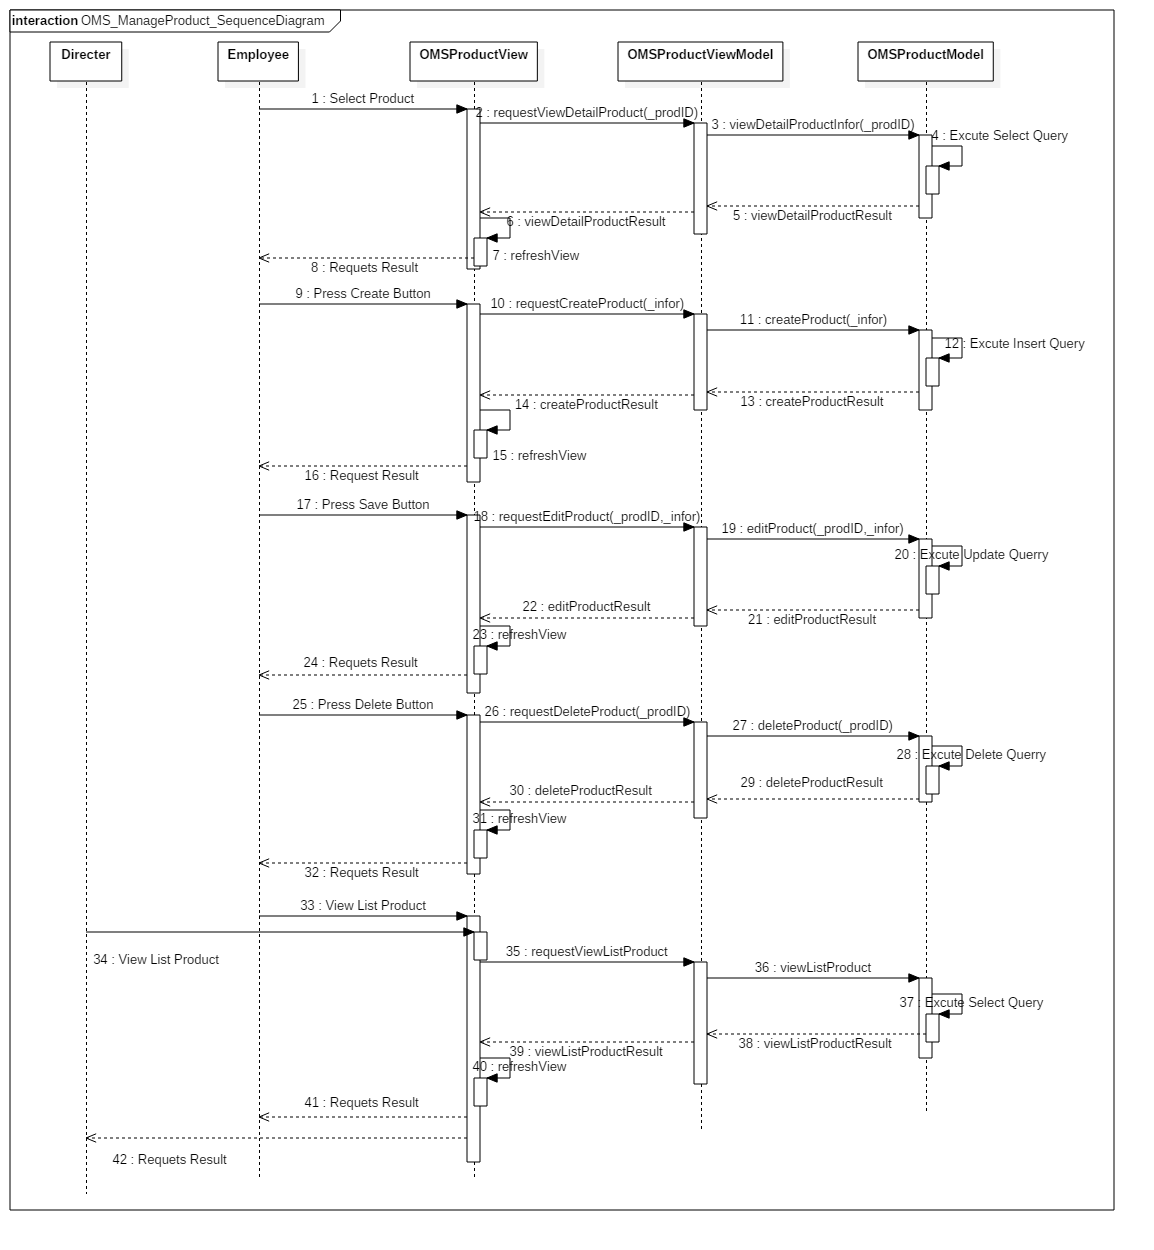 interaction OMS_ManageProduct_SequenceDiagram
Directer
Employee
OMSProductView
OMSProductViewModel
OMSProductModel
1 : Select Product
2 : requestViewDetailProduct(_prodID)
3 : viewDetailProductInfor(_prodID)
4 : Excute Select Query
5 : viewDetailProductResult
6 : viewDetailProductResult
7 : refreshView
8 : Requets Result
9 : Press Create Button
10 : requestCreateProduct(_infor)
11 : createProduct(_infor)
12 : Excute Insert Query
13 : createProductResult
14 : createProductResult
15 : refreshView
16 : Request Result
17 : Press Save Button
18 : requestEditProduct(_prodID,_infor)
19 : editProduct(_prodID,_infor)
20 : Excute Update Querry
21 : editProductResult
22 : editProductResult
23 : refreshView
24 : Requets Result
25 : Press Delete Button
26 : requestDeleteProduct(_prodID)
27 : deleteProduct(_prodID)
28 : Excute Delete Querry
29 : deleteProductResult
30 : deleteProductResult
31 : refreshView
32 : Requets Result
33 : View List Product
34 : View List Product
35 : requestViewListProduct
36 : viewListProduct
37 : Excute Select Query
38 : viewListProductResult
39 : viewListProductResult
40 : refreshView
41 : Requets Result
42 : Requets Result